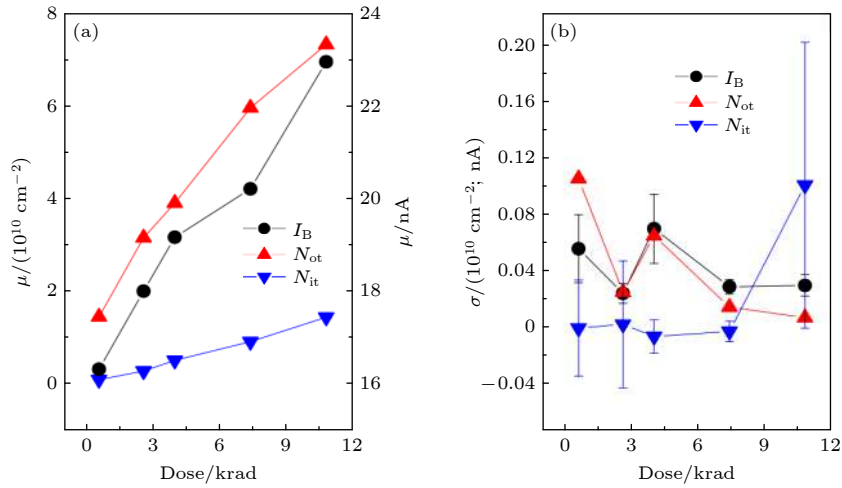 (a)
8
6
4
2
0
μ/(10¹⁰ cm⁻²)
24
22
20
18
16
μ/nA
I_B
N_ot
N_it
0 3 6 9 12
Dose/krad
(b)
0.20
0.16
0.12
0.08
0.04
0
−0.04
σ/(10¹⁰ cm⁻²; nA)
I_B
N_ot
N_it
0 3 6 9 12
Dose/krad